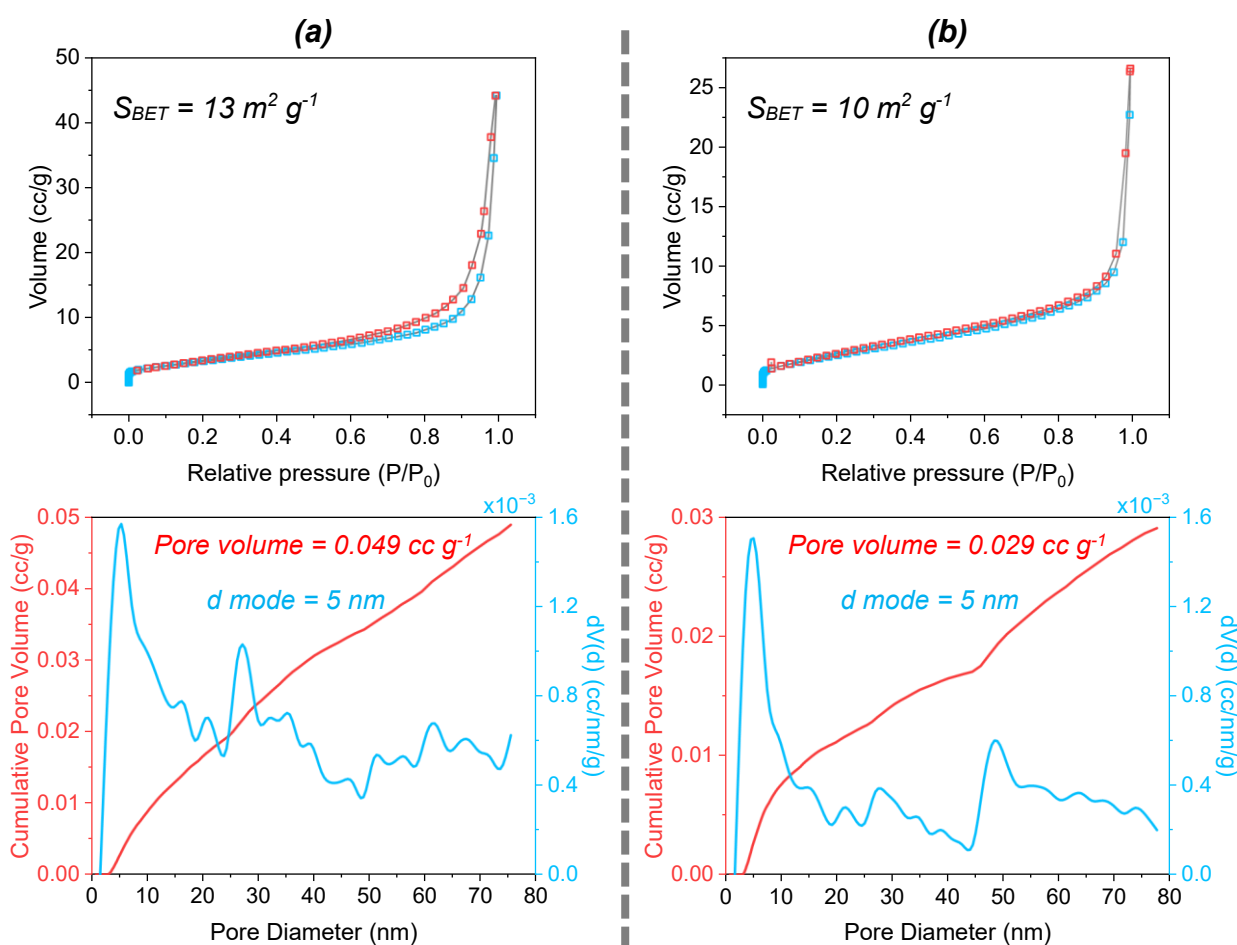 (a)
S_BET = 13 m² g⁻¹
Volume (cc/g)
50
40
30
20
10
0
0.0 0.2 0.4 0.6 0.8 1.0
Relative pressure (P/P₀)
(b)
S_BET = 10 m² g⁻¹
Volume (cc/g)
25
20
15
10
5
0
0.0 0.2 0.4 0.6 0.8 1.0
Relative pressure (P/P₀)
x10⁻³
Pore volume = 0.049 cc g⁻¹
d mode = 5 nm
Cumulative Pore Volume (cc/g)
0.05
0.04
0.03
0.02
0.01
0.00
1.6
1.2
0.8
0.4
0.0
dV(d) (cc/nm/g)
0 10 20 30 40 50 60 70 80
Pore Diameter (nm)
x10⁻³
Pore volume = 0.029 cc g⁻¹
d mode = 5 nm
Cumulative Pore Volume (cc/g)
0.03
0.02
0.01
0.00
1.6
1.2
0.8
0.4
0.0
dV(d) (cc/nm/g)
0 10 20 30 40 50 60 70 80
Pore Diameter (nm)